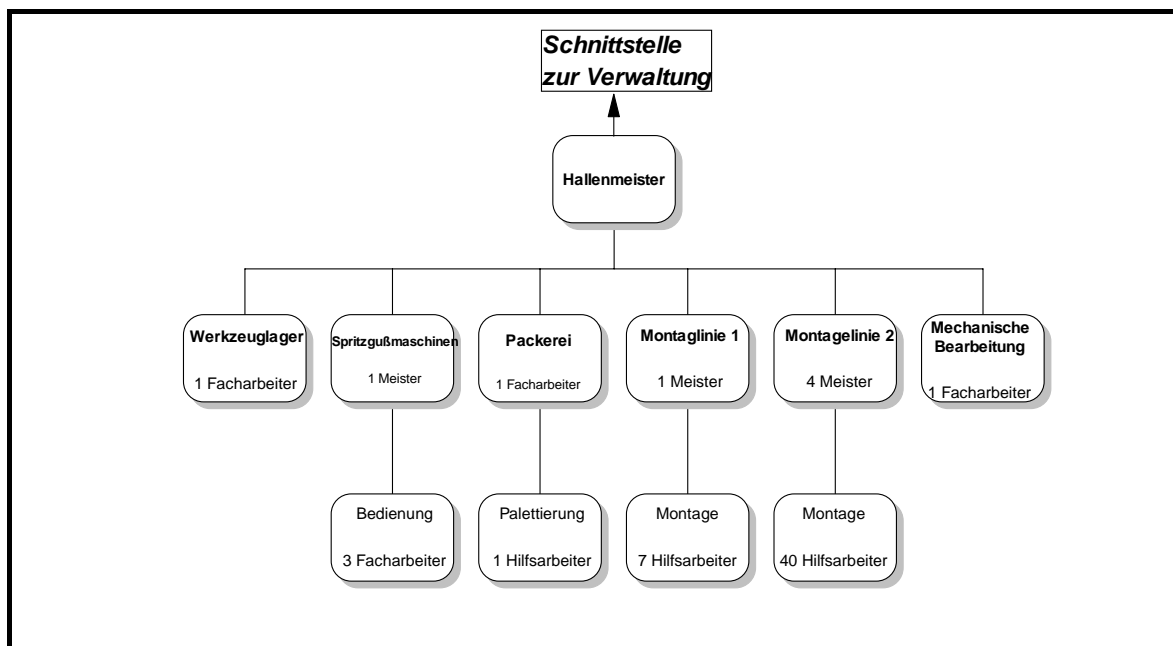 Schnittstelle
zur Verwaltung
Hallenmeister
Werkzeuglager
1 Facharbeiter
Spritzgußmaschinen
1 Meister
Packerei
1 Facharbeiter
Montaglinie 1
1 Meister
Montagelinie 2
4 Meister
Mechanische
Bearbeitung
1 Facharbeiter
Bedienung
3 Facharbeiter
Palettierung
1 Hilfsarbeiter
Montage
7 Hilfsarbeiter
Montage
40 Hilfsarbeiter